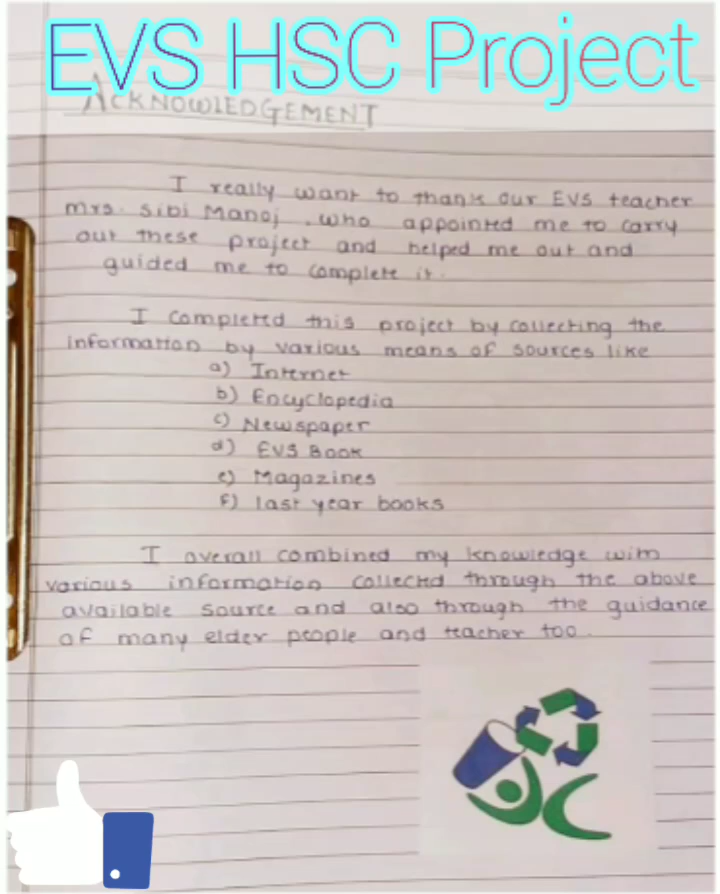 EVS HSC Project
ACKNOWLEDGEMENT
I really want to thank our EVS teacher
mrs. Sibi Manoj , who appointed me to carry
out these project and helped me out and
guided me to complete it.
I completed this project by collecting the
information by various means of sources like
a) Internet
b) Encyclopedia
c) Newspaper
d) EVS Book
e) Magazines
f) last year books
I overall combined my knowledge with
various information collected through the above
available source and also through the guidance
of many elder people and teacher too.